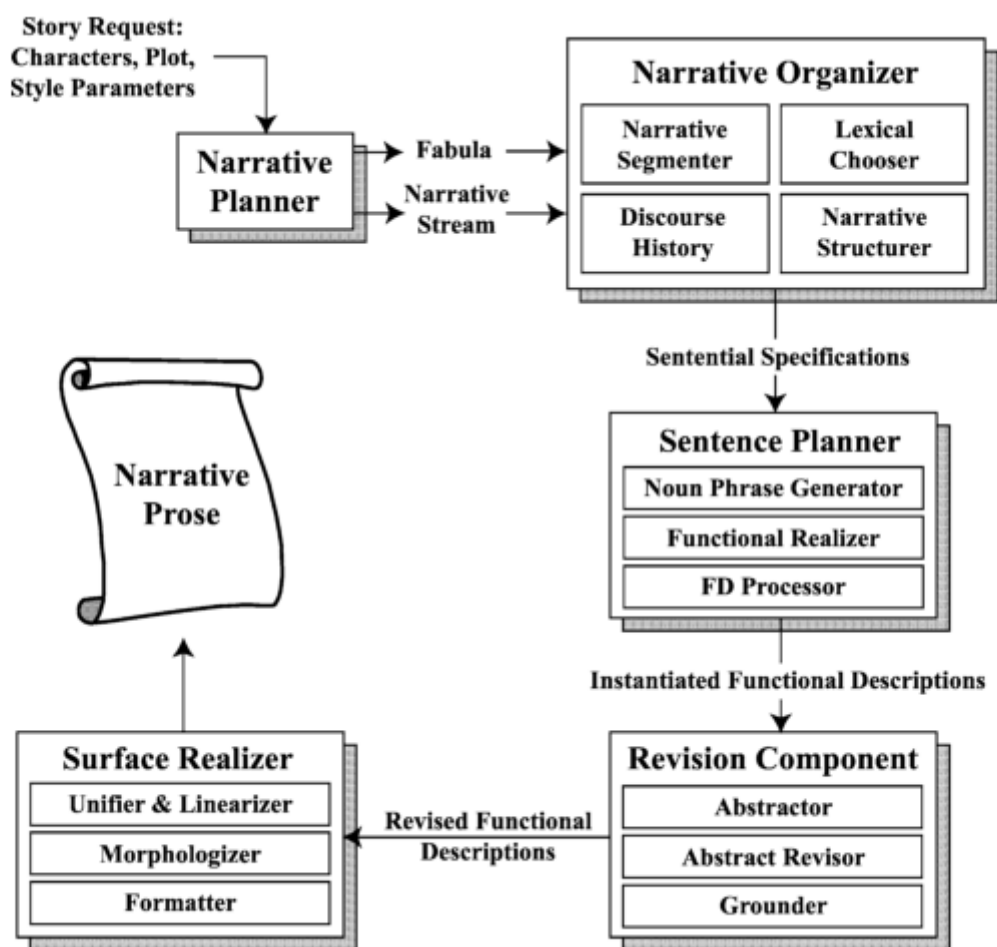 Story Request:
Characters, Plot,
Style Parameters
Narrative
Planner
Fabula
Narrative
Stream
Narrative Organizer
Narrative
Segmenter
Lexical
Chooser
Discourse
History
Narrative
Structurer
Sentential Specifications
Sentence Planner
Noun Phrase Generator
Functional Realizer
FD Processor
Instantiated Functional Descriptions
Revision Component
Abstractor
Abstract Revisor
Grounder
Revised Functional
Descriptions
Surface Realizer
Unifier & Linearizer
Morphologizer
Formatter
Narrative
Prose